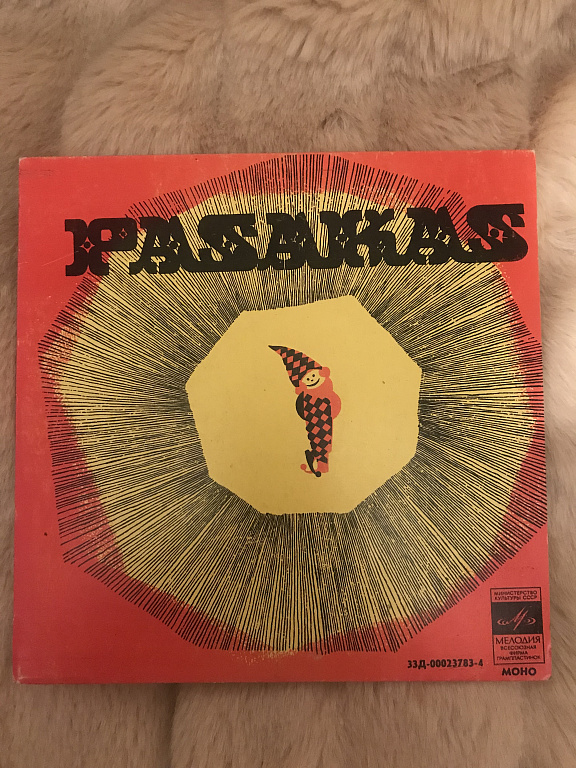 PASAKAS
МИНИСТЕРСТВО
КУЛЬТУРЫ СССР
МЕЛОДИЯ
ВСЕСОЮЗНАЯ
ФИРМА
ГРАМПЛАСТИНОК
33Д-00023783-4
МОНО